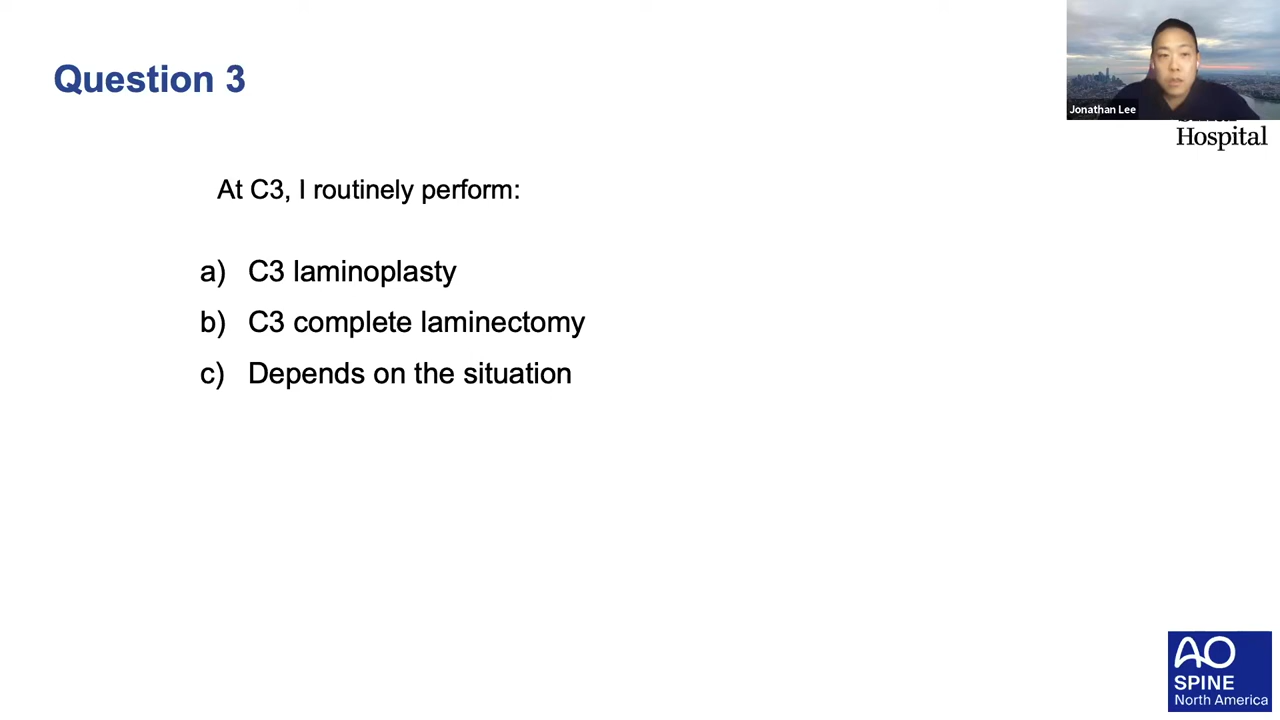 Question 3
Jonathan Lee
Hospital
At C3, I routinely perform:
a) C3 laminoplasty
b) C3 complete laminectomy
c) Depends on the situation
AO
SPINE
North America